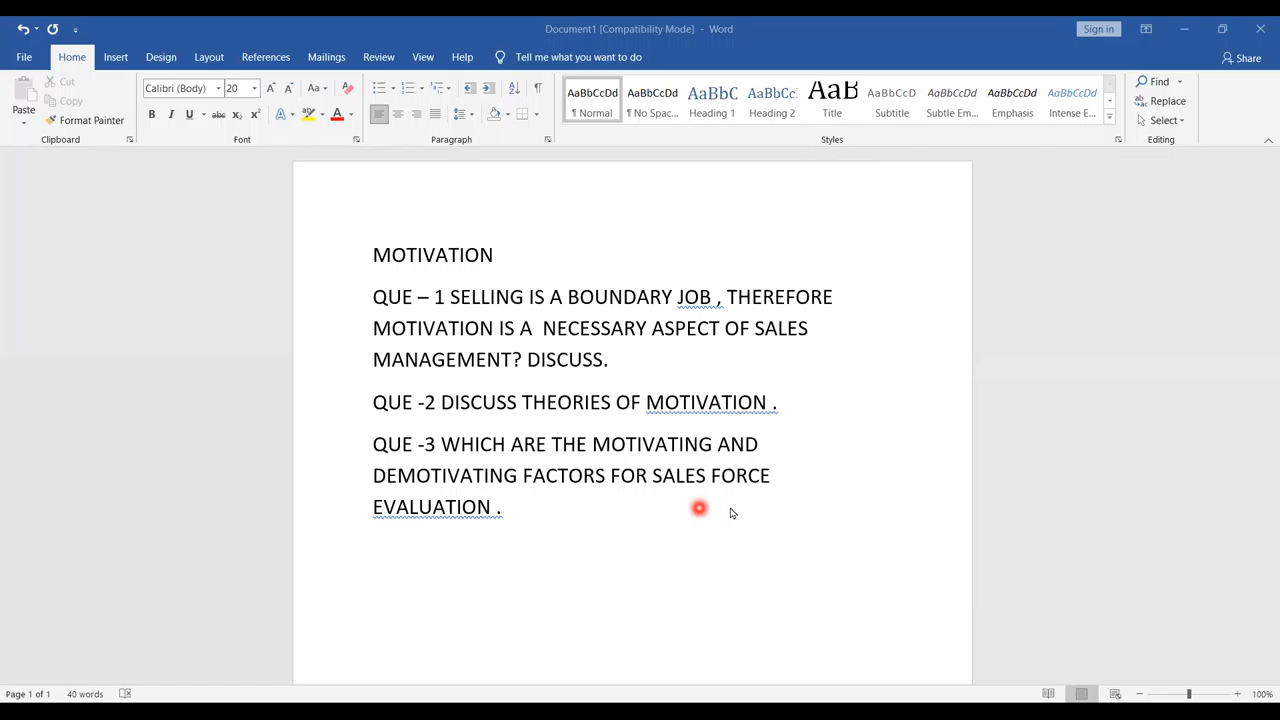 Document1 [Compatibility Mode] - Word
Sign in
File Home Insert Design Layout References Mailings Review View Help Tell me what you want to do Share
Paste
Cut
Copy
Format Painter
Clipboard
Calibri (Body) 20
Aa
B I U abc x₂ x² A A
Font
Paragraph
AaBbCcDd AaBbCcDd AaBbC AaBbCc AaB AaBbCcD AaBbCcDd AaBbCcDd AaBbCcDd
¶ Normal ¶ No Spac... Heading 1 Heading 2 Title Subtitle Subtle Em... Emphasis Intense E...
Styles
Find
Replace
Select
Editing
MOTIVATION
QUE – 1 SELLING IS A BOUNDARY JOB , THEREFORE
MOTIVATION IS A  NECESSARY ASPECT OF SALES
MANAGEMENT? DISCUSS.
QUE -2 DISCUSS THEORIES OF MOTIVATION .
QUE -3 WHICH ARE THE MOTIVATING AND
DEMOTIVATING FACTORS FOR SALES FORCE
EVALUATION .
Page 1 of 1 40 words 100%